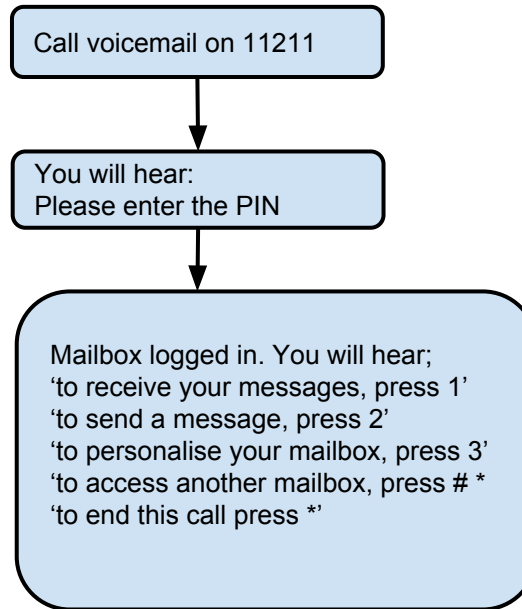 Call voicemail on 11211
You will hear:
Please enter the PIN
Mailbox logged in. You will hear;
‘to receive your messages, press 1’
‘to send a message, press 2’
‘to personalise your mailbox, press 3’
‘to access another mailbox, press # *
‘to end this call press *’